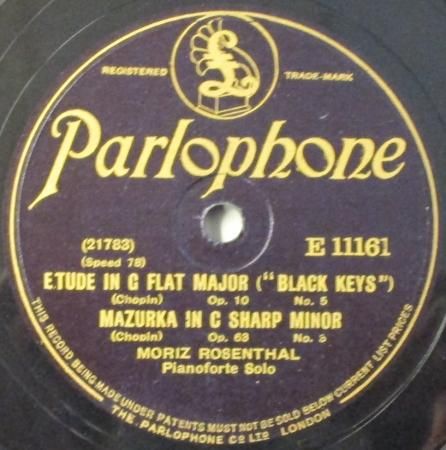 REGISTERED TRADE-MARK
Parlophone
(21783)
(Speed 78)
E 11161
ETUDE IN G FLAT MAJOR ("BLACK KEYS")
(Chopin) Op. 10 No. 5
MAZURKA IN C SHARP MINOR
(Chopin) Op. 63 No. 3
MORIZ ROSENTHAL
Pianoforte Solo
THIS RECORD BEING MADE UNDER PATENTS MUST NOT BE SOLD BELOW CURRENT LIST PRICES
THE PARLOPHONE CO LTD LONDON